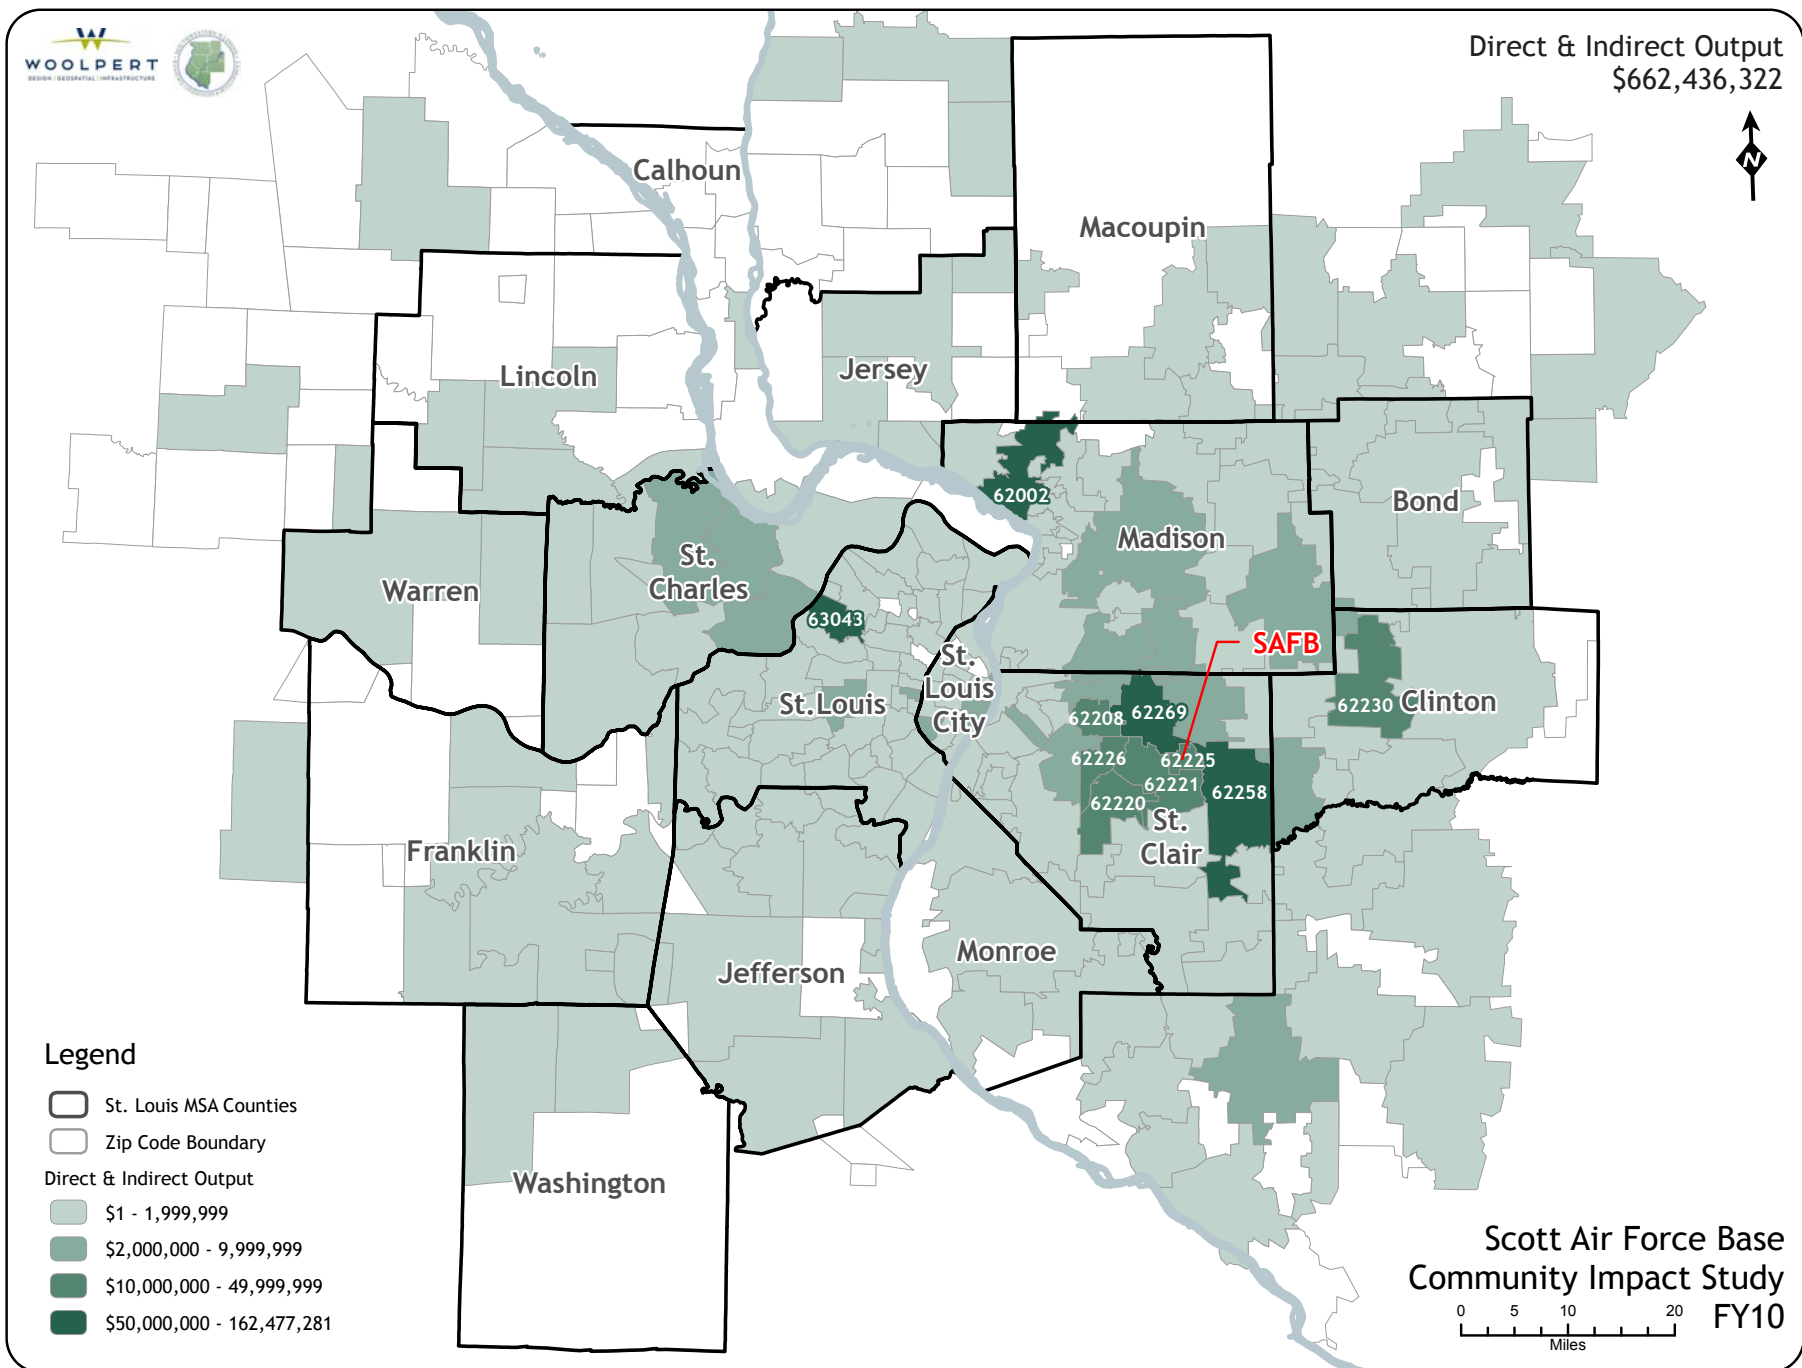 WOOLPERT
DESIGN | GEOSPATIAL | INFRASTRUCTURE
Direct & Indirect Output
$662,436,322
N
Calhoun
Macoupin
Lincoln
Jersey
62002
Bond
Madison
St.
Charles
Warren
63043
SAFB
St.
Louis
City
St.Louis
62208
62269
62230
Clinton
62226
62225
62221
62220
62258
St.
Clair
Franklin
Monroe
Jefferson
Washington
Legend
St. Louis MSA Counties
Zip Code Boundary
Direct & Indirect Output
$1 - 1,999,999
$2,000,000 - 9,999,999
$10,000,000 - 49,999,999
$50,000,000 - 162,477,281
Scott Air Force Base
Community Impact Study
FY10
0 5 10 20
Miles